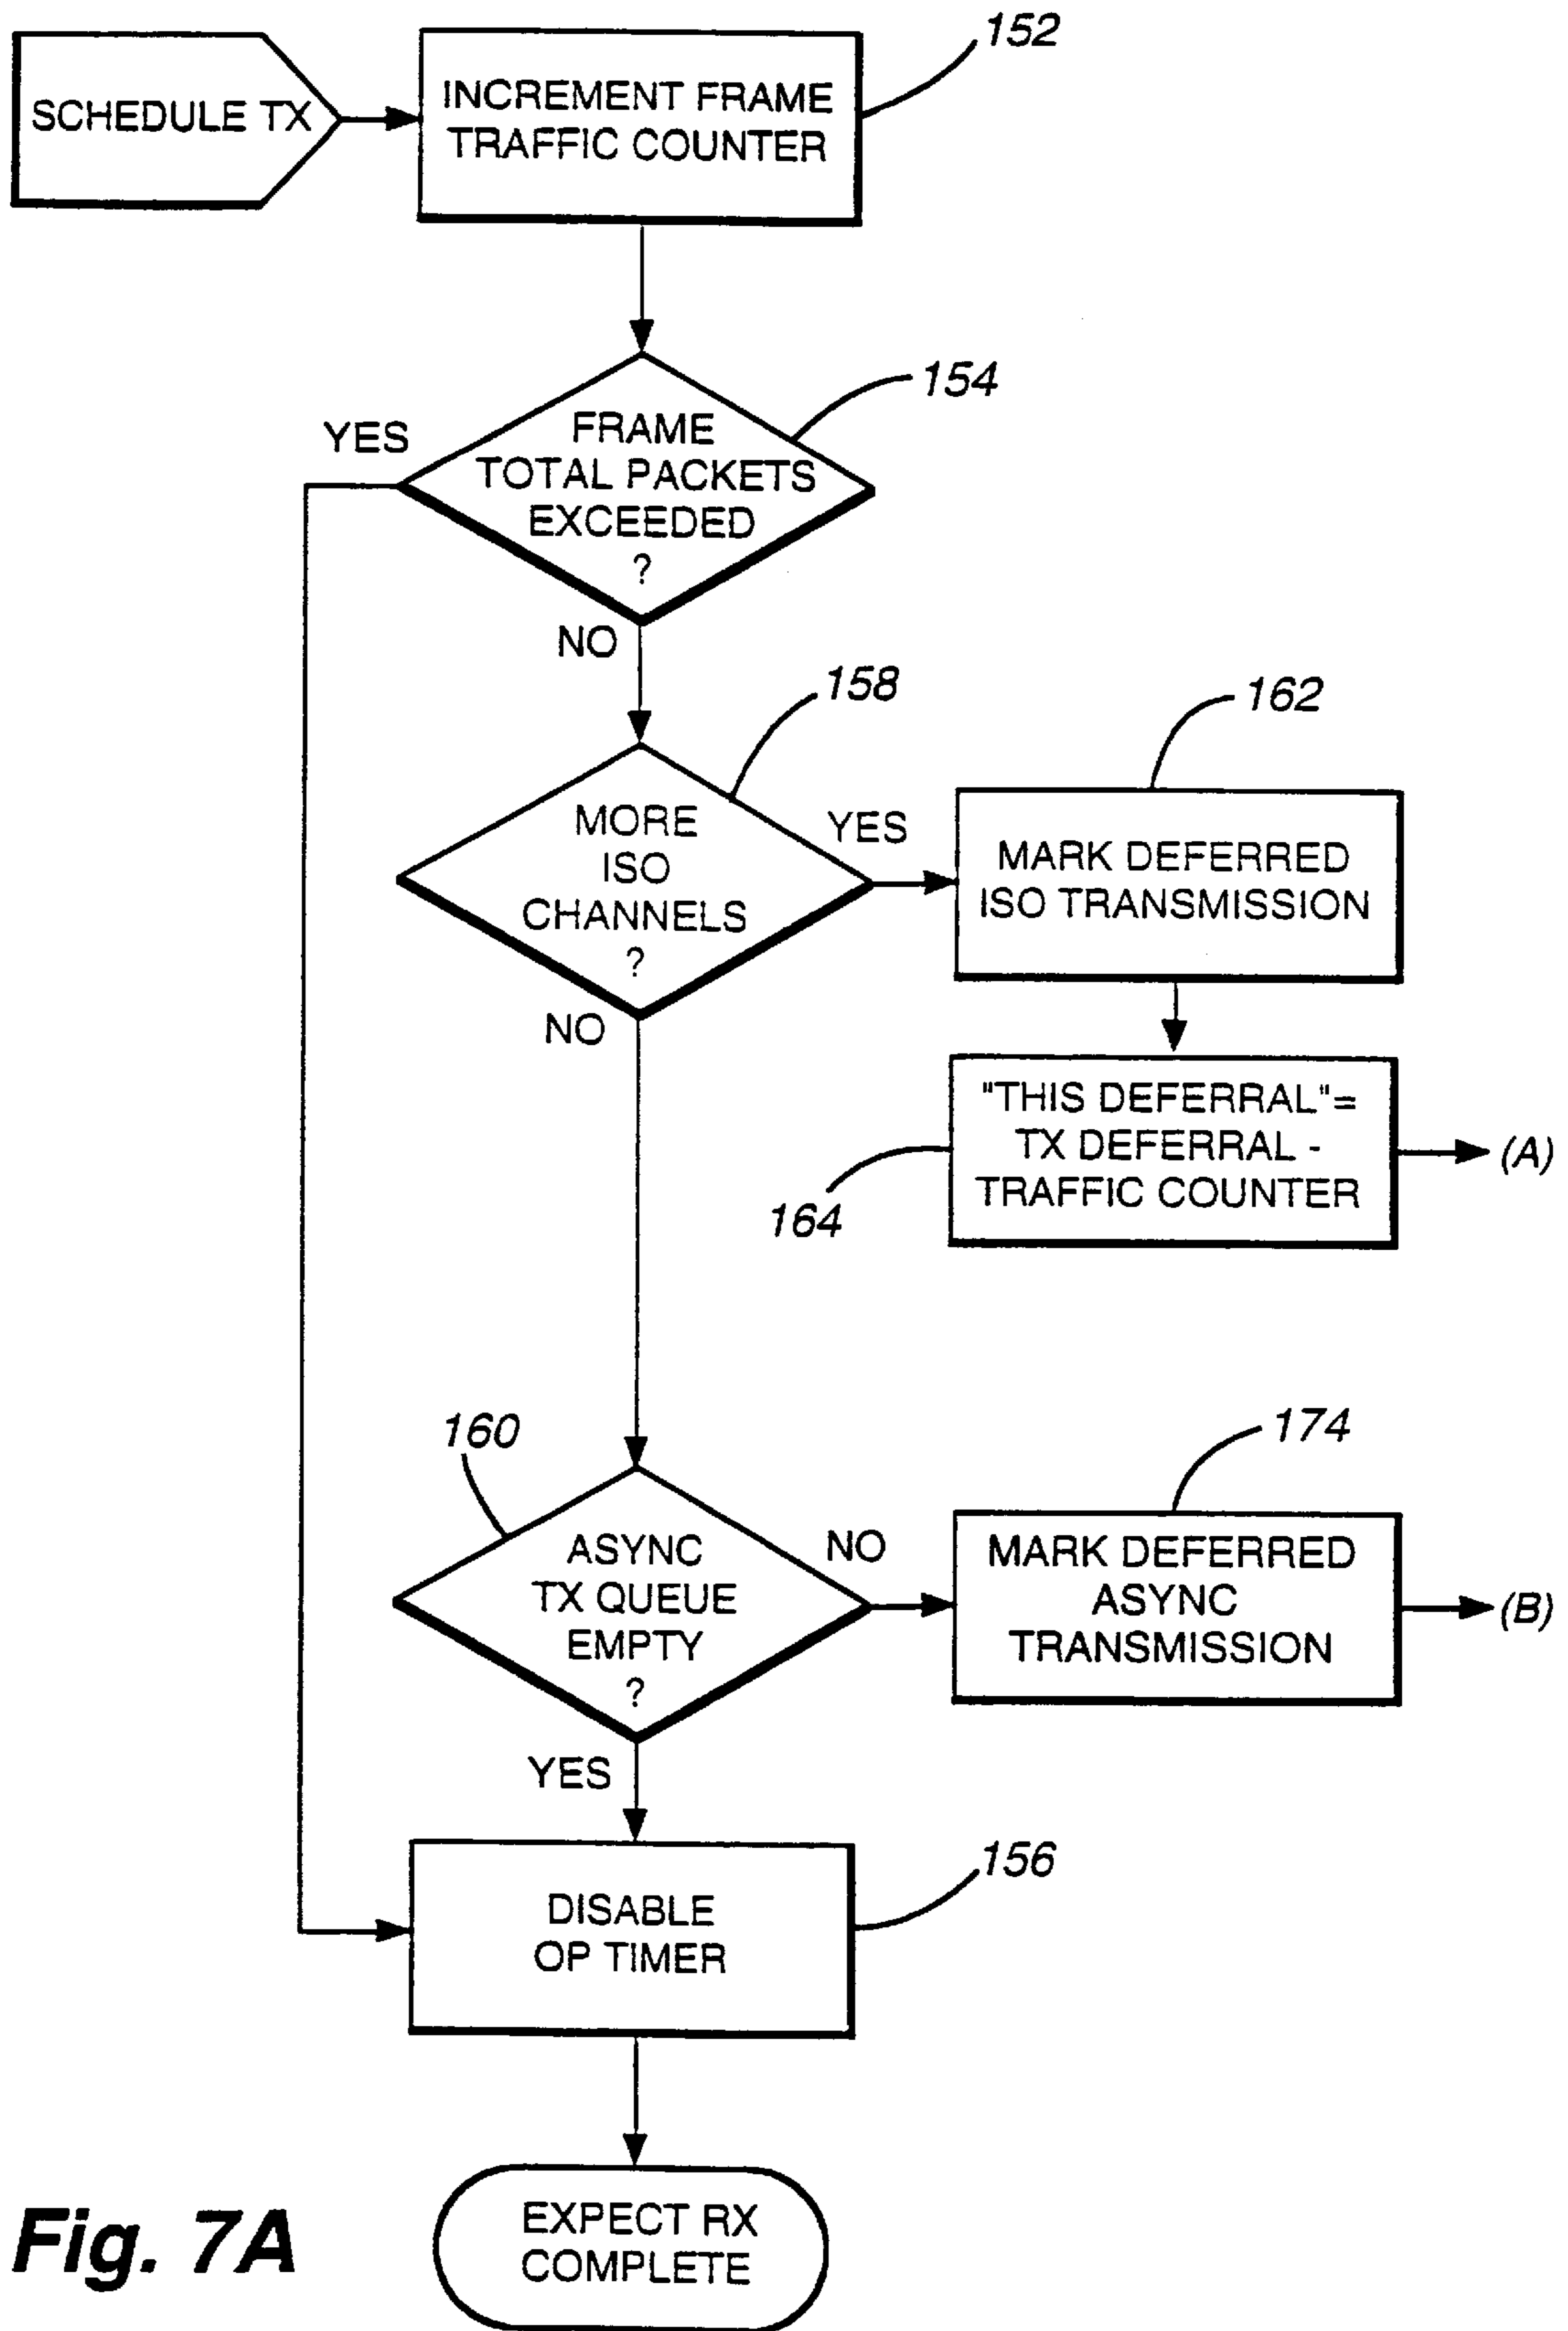 152
SCHEDULE TX
INCREMENT FRAME
TRAFFIC COUNTER
154
YES
FRAME
TOTAL PACKETS
EXCEEDED
?
NO
158
162
MORE
ISO
CHANNELS
?
YES
MARK DEFERRED
ISO TRANSMISSION
NO
"THIS DEFERRAL"=
TX DEFERRAL -
TRAFFIC COUNTER
(A)
164
160
174
ASYNC
TX QUEUE
EMPTY
?
NO
MARK DEFERRED
ASYNC
TRANSMISSION
(B)
YES
156
DISABLE
OP TIMER
EXPECT RX
COMPLETE
Fig. 7A